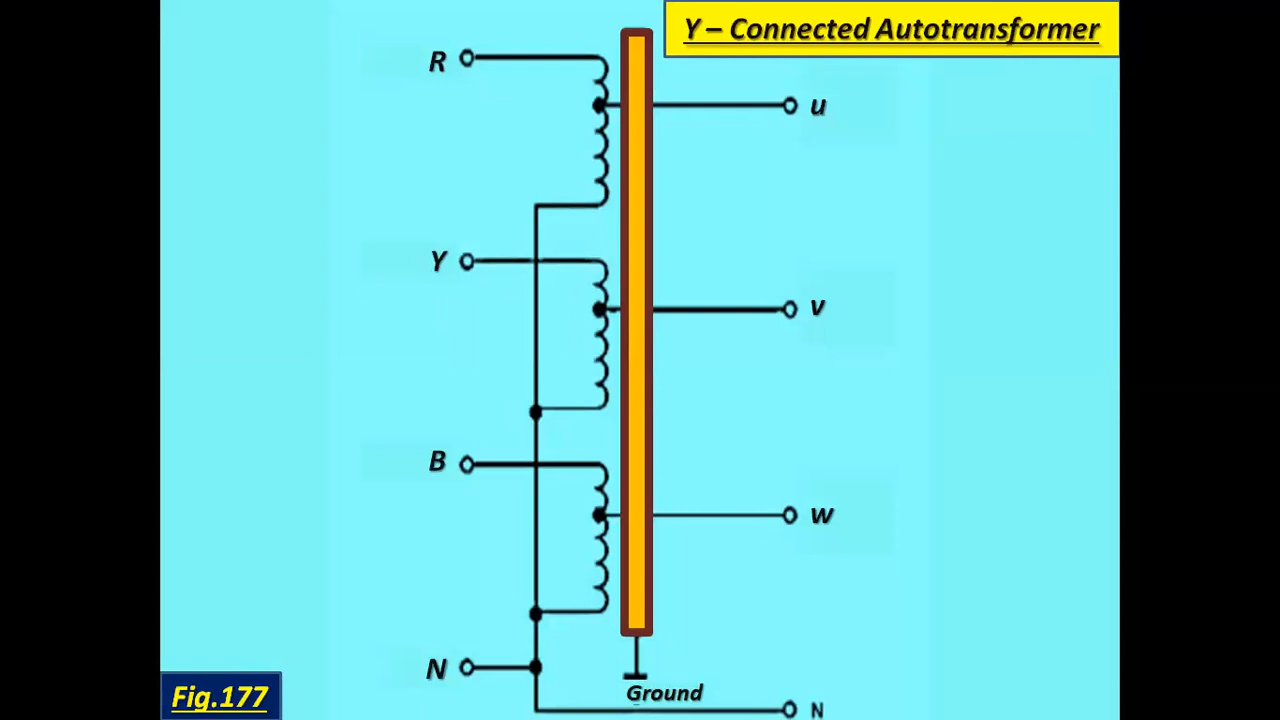 Y – Connected Autotransformer
R
u
Y
v
B
w
N
Ground
N
Fig.177